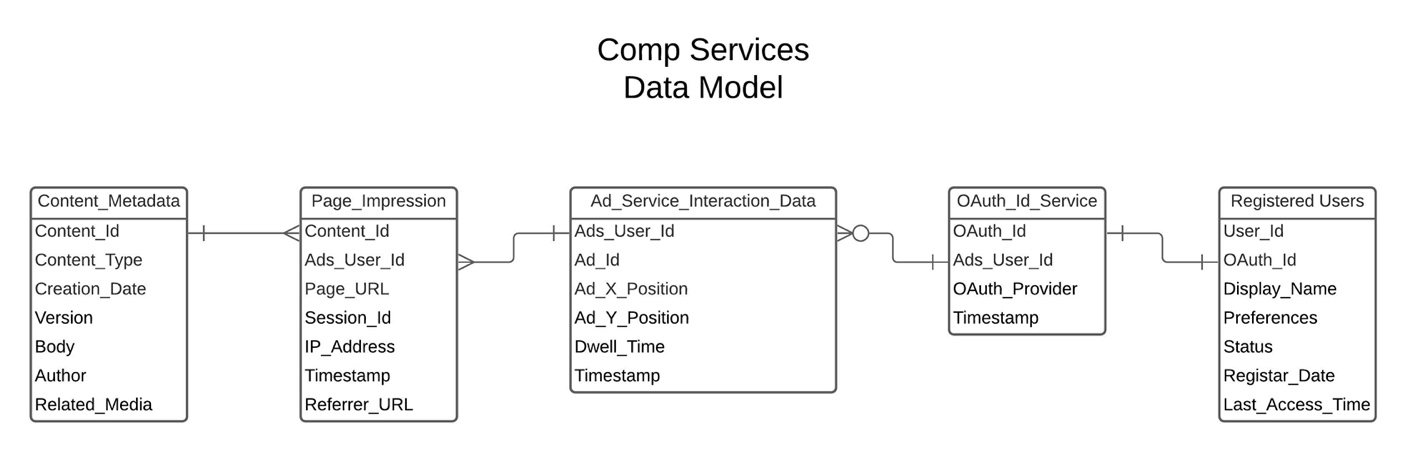 Comp Services
Data Model
Content_Metadata
Content_Id
Content_Type
Creation_Date
Version
Body
Author
Related_Media
Page_Impression
Content_Id
Ads_User_Id
Page_URL
Session_Id
IP_Address
Timestamp
Referrer_URL
Ad_Service_Interaction_Data
Ads_User_Id
Ad_Id
Ad_X_Position
Ad_Y_Position
Dwell_Time
Timestamp
OAuth_Id_Service
OAuth_Id
Ads_User_Id
OAuth_Provider
Timestamp
Registered Users
User_Id
OAuth_Id
Display_Name
Preferences
Status
Registar_Date
Last_Access_Time